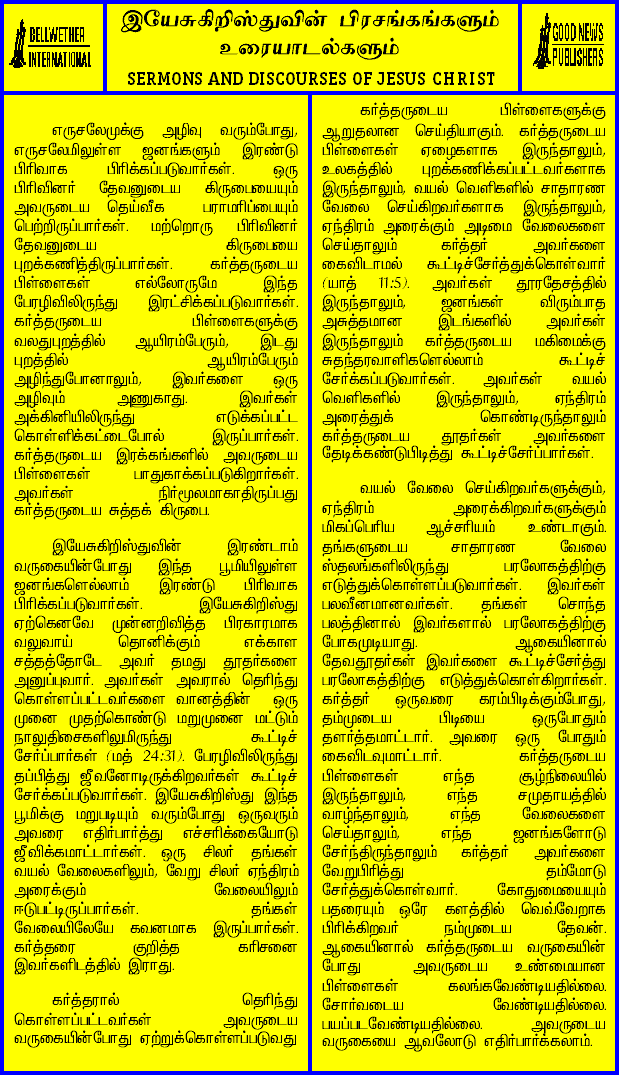 BELLWETHER
INTERNATIONAL
இயேசுகிறிஸ்துவின் பிரசங்கங்களும்
உரையாடல்களும்
SERMONS AND DISCOURSES OF JESUS CHRIST
GOOD NEWS
PUBLISHERS
எருசலேமுக்கு அழிவு வரும்போது,
எருசலேமிலுள்ள ஜனங்களும் இரண்டு
பிரிவாக பிரிக்கப்படுவார்கள். ஒரு
பிரிவினர் தேவனுடைய கிருபையையும்
அவருடைய தெய்வீக பராமரிப்பையும்
பெற்றிருப்பார்கள். மற்றொரு பிரிவினர்
தேவனுடைய கிருபையை
புறக்கணித்திருப்பார்கள். கர்த்தருடைய
பிள்ளைகள் எல்லோருமே இந்த
பேரழிவிலிருந்து இரட்சிக்கப்படுவார்கள்.
கர்த்தருடைய பிள்ளைகளுக்கு
வலதுபுறத்தில் ஆயிரம்பேரும், இடது
புறத்தில் ஆயிரம்பேரும்
அழிந்துபோனாலும், இவர்களை ஒரு
அழிவும் அணுகாது. இவர்கள்
அக்கினியிலிருந்து எடுக்கப்பட்ட
கொள்ளிக்கட்டைபோல் இருப்பார்கள்.
கர்த்தருடைய இரக்கங்களில் அவருடைய
பிள்ளைகள் பாதுகாக்கப்படுகிறார்கள்.
அவர்கள் நிர்மூலமாகாதிருப்பது
கர்த்தருடைய சுத்தக் கிருபை.
இயேசுகிறிஸ்துவின் இரண்டாம்
வருகையின்போது இந்த பூமியிலுள்ள
ஜனங்களெல்லாம் இரண்டு பிரிவாக
பிரிக்கப்படுவார்கள். இயேசுகிறிஸ்து
ஏற்கெனவே முன்னறிவித்த பிரகாரமாக
வலுவாய் தொனிக்கும் எக்காள
சத்தத்தோடே அவர் தமது தூதர்களை
அனுப்புவார். அவர்கள் அவரால் தெரிந்து
கொள்ளப்பட்டவர்களை வானத்தின் ஒரு
முனை முதற்கொண்டு மறுமுனை மட்டும்
நாலுதிசைகளிலுமிருந்து கூட்டிச்
சேர்ப்பார்கள் (மத் 24:31). பேரழிவிலிருந்து
தப்பித்து ஜீவனோடிருக்கிறவர்கள் கூட்டிச்
சேர்க்கப்படுவார்கள். இயேசுகிறிஸ்து இந்த
பூமிக்கு மறுபடியும் வரும்போது ஒருவரும்
அவரை எதிர்பார்த்து எச்சரிக்கையோடு
ஜீவிக்கமாட்டார்கள். ஒரு சிலர் தங்கள்
வயல் வேலைகளிலும், வேறு சிலர் ஏந்திரம்
அரைக்கும் வேலையிலும்
ஈடுபட்டிருப்பார்கள். தங்கள்
வேலையிலேயே கவனமாக இருப்பார்கள்.
கர்த்தரை குறித்த கரிசனை
இவர்களிடத்தில் இராது.
கர்த்தரால் தெரிந்து
கொள்ளப்பட்டவர்கள் அவருடைய
வருகையின்போது ஏற்றுக்கொள்ளப்படுவது
கர்த்தருடைய பிள்ளைகளுக்கு
ஆறுதலான செய்தியாகும். கர்த்தருடைய
பிள்ளைகள் ஏழைகளாக இருந்தாலும்,
உலகத்தில் புறக்கணிக்கப்பட்டவர்களாக
இருந்தாலும், வயல் வெளிகளில் சாதாரண
வேலை செய்கிறவர்களாக இருந்தாலும்,
ஏந்திரம் அரைக்கும் அடிமை வேலைகளை
செய்தாலும் கர்த்தர் அவர்களை
கைவிடாமல் கூட்டிச்சேர்த்துக்கொள்வார்
(யாத் 11:5). அவர்கள் தூரதேசத்தில்
இருந்தாலும், ஜனங்கள் விரும்பாத
அசுத்தமான இடங்களில் அவர்கள்
இருந்தாலும் கர்த்தருடைய மகிமைக்கு
சுதந்தரவாளிகளெல்லாம் கூட்டிச்
சேர்க்கப்படுவார்கள். அவர்கள் வயல்
வெளிகளில் இருந்தாலும், ஏந்திரம்
அரைத்துக் கொண்டிருந்தாலும்
கர்த்தருடைய தூதர்கள் அவர்களை
தேடிக்கண்டுபிடித்து கூட்டிச்சேர்ப்பார்கள்.
வயல் வேலை செய்கிறவர்களுக்கும்,
ஏந்திரம் அரைக்கிறவர்களுக்கும்
மிகப்பெரிய ஆச்சரியம் உண்டாகும்.
தங்களுடைய சாதாரண வேலை
ஸ்தலங்களிலிருந்து பரலோகத்திற்கு
எடுத்துக்கொள்ளப்படுவார்கள். இவர்கள்
பலவீனமானவர்கள். தங்கள் சொந்த
பலத்தினால் இவர்களால் பரலோகத்திற்கு
போகமுடியாது. ஆகையினால்
தேவதூதர்கள் இவர்களை கூட்டிச்சேர்த்து
பரலோகத்திற்கு எடுத்துக்கொள்கிறார்கள்.
கர்த்தர் ஒருவரை கரம்பிடிக்கும்போது,
தம்முடைய பிடியை ஒருபோதும்
தளர்த்தமாட்டார். அவரை ஒரு போதும்
கைவிடவுமாட்டார். கர்த்தருடைய
பிள்ளைகள் எந்த சூழ்நிலையில்
இருந்தாலும், எந்த சமுதாயத்தில்
வாழ்ந்தாலும், எந்த வேலைகளை
செய்தாலும், எந்த ஜனங்களோடு
சேர்ந்திருந்தாலும் கர்த்தர் அவர்களை
வேறுபிரித்து தம்மோடு
சேர்த்துக்கொள்வார். கோதுமையையும்
பதரையும் ஒரே களத்தில் வெவ்வேறாக
பிரிக்கிறவர் நம்முடைய தேவன்.
ஆகையினால் கர்த்தருடைய வருகையின்
போது அவருடைய உண்மையான
பிள்ளைகள் கலங்கவேண்டியதில்லை.
சோர்வடைய வேண்டியதில்லை.
பயப்படவேண்டியதில்லை. அவருடைய
வருகையை ஆவலோடு எதிர்பார்க்கலாம்.